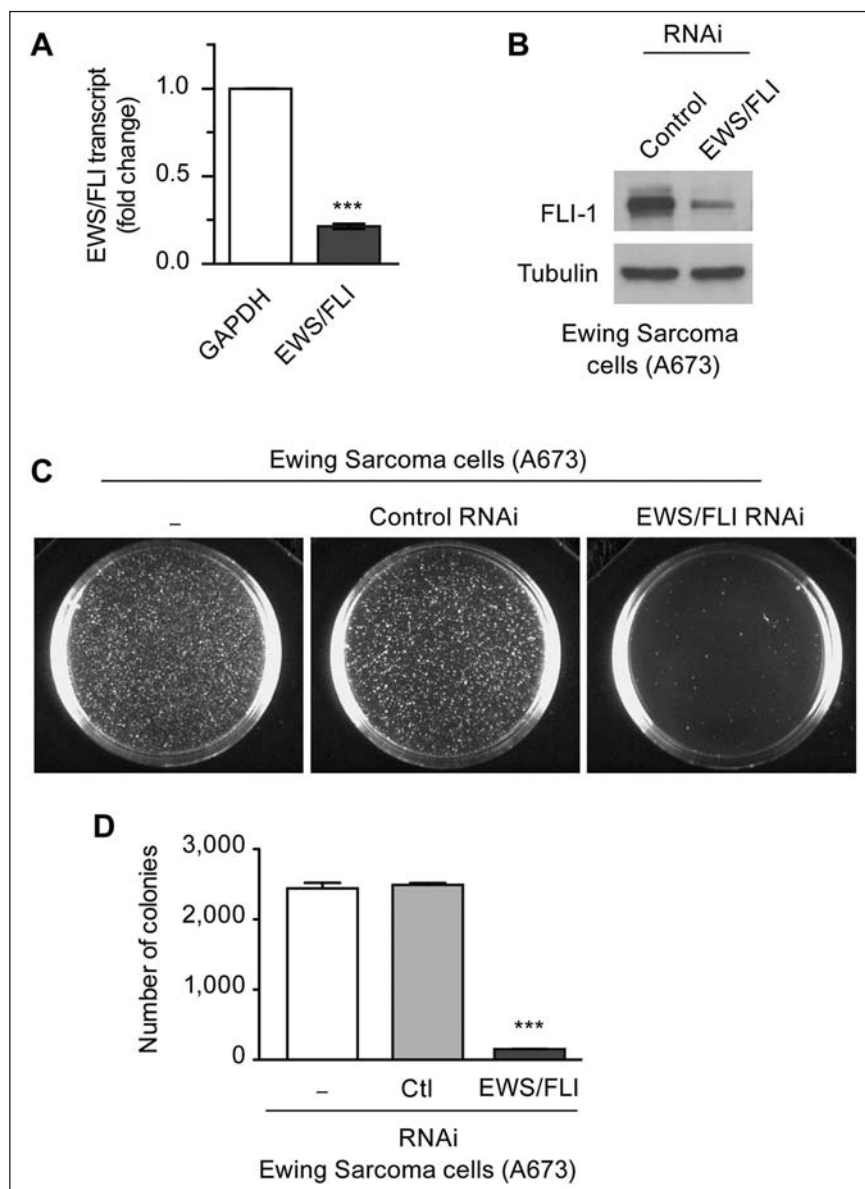 A
EWS/FLI transcript
(fold change)
1.0
0.5
0.0
***
GAPDH
EWS/FLI
B
RNAi
Control
EWS/FLI
FLI-1
Tubulin
Ewing Sarcoma
cells (A673)
C
Ewing Sarcoma cells (A673)
–
Control RNAi
EWS/FLI RNAi
D
Number of colonies
3,000
2,000
1,000
0
***
–
Ctl
EWS/FLI
RNAi
Ewing Sarcoma cells (A673)